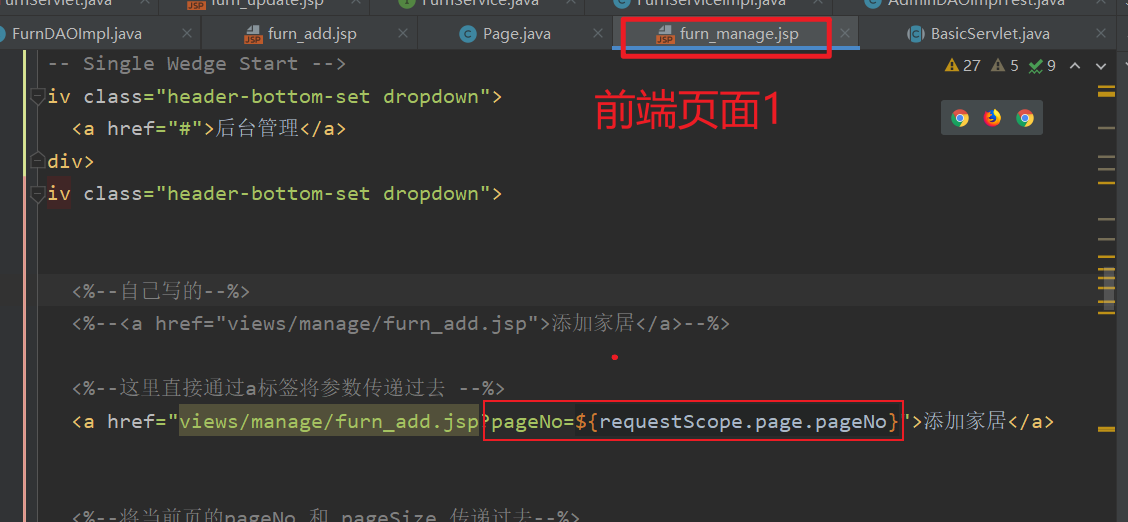 furn_update.jsp FurnService.java FurnServiceImpl.java
FurnDAOImpl.java furn_add.jsp Page.java furn_manage.jsp BasicServlet.java
-- Single Wedge Start -->
27 5 9
iv class="header-bottom-set dropdown">
前端页面1
<a href="#">后台管理</a>
div>
iv class="header-bottom-set dropdown">
<%--自己写的--%>
<%--<a href="views/manage/furn_add.jsp">添加家居</a>--%>
<%--这里直接通过a标签将参数传递过去 --%>
<a href="views/manage/furn_add.jsp?pageNo=${requestScope.page.pageNo}">添加家居</a>
<%--将当前页的pageNo 和 pageSize 传递过去--%>